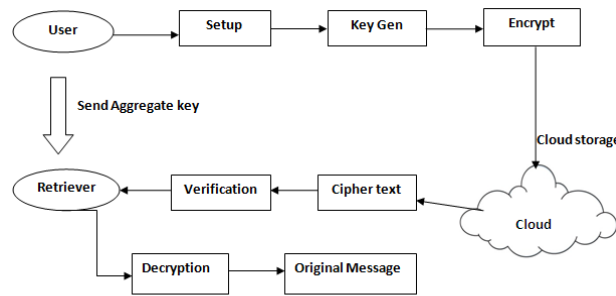 User
Setup
Key Gen
Encrypt
Send Aggregate key
Cloud storage
Retriever
Verification
Cipher text
Cloud
Decryption
Original Message